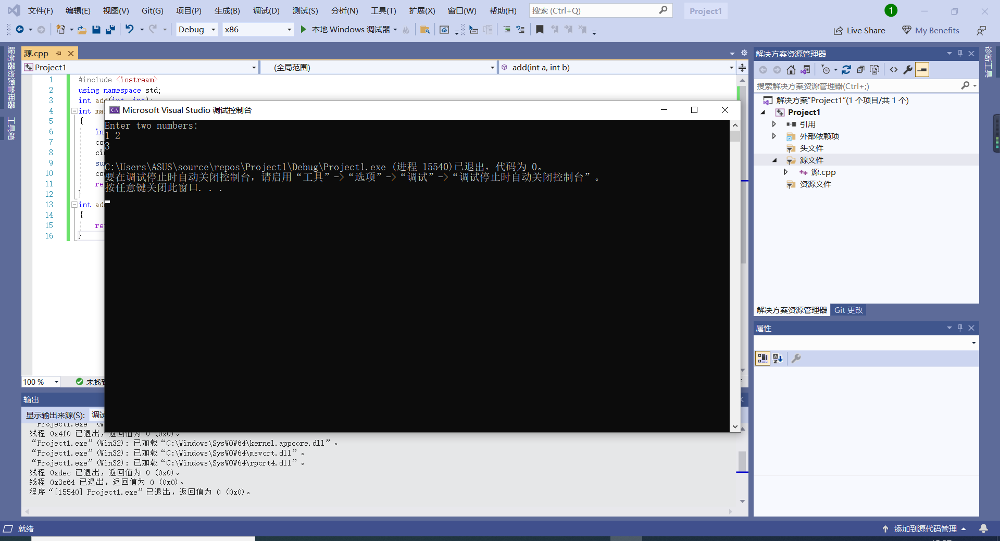 文件(F) 编辑(E) 视图(V) Git(G) 项目(P) 生成(B) 调试(D) 测试(S) 分析(N) 工具(T) 扩展(X) 窗口(W) 帮助(H) 搜索 (Ctrl+Q) Project1 1
Debug x86 本地 Windows 调试器 Live Share My Benefits
服务器资源管理器
工具箱
源.cpp
Project1 (全局范围) add(int a, int b)
1 #include <iostream>
2 using namespace std;
3 int add(int, int);
4 int ma
5 {
6 in
7 co
8 cin
9 su
10 co
11 re
12 }
13 int add
14 {
15 re
16 }
Microsoft Visual Studio 调试控制台
Enter two numbers:
1 2
3
C:\Users\ASUS\source\repos\Project1\Debug\Project1.exe (进程 15540)已退出，代码为 0。
要在调试停止时自动关闭控制台，请启用“工具”->“选项”->“调试”->“调试停止时自动关闭控制台”。
按任意键关闭此窗口. . .
100 % 未找到
输出
显示输出来源(S): 调试
“Project1.exe”(W
线程 0x4f0 已退出，返回值为 0 (0x0)。
“Project1.exe”(Win32): 已加载“C:\Windows\SysWOW64\kernel.appcore.dll”。
“Project1.exe”(Win32): 已加载“C:\Windows\SysWOW64\msvcrt.dll”。
“Project1.exe”(Win32): 已加载“C:\Windows\SysWOW64\rpcrt4.dll”。
线程 0xdec 已退出，返回值为 0 (0x0)。
线程 0x3e64 已退出，返回值为 0 (0x0)。
程序“[15540] Project1.exe”已退出，返回值为 0 (0x0)。
解决方案资源管理器
搜索解决方案资源管理器(Ctrl+;)
解决方案“Project1”(1 个项目/共 1 个)
Project1
引用
外部依赖项
头文件
源文件
源.cpp
资源文件
解决方案资源管理器 Git 更改
属性
诊断工具
就绪 添加到源代码管理